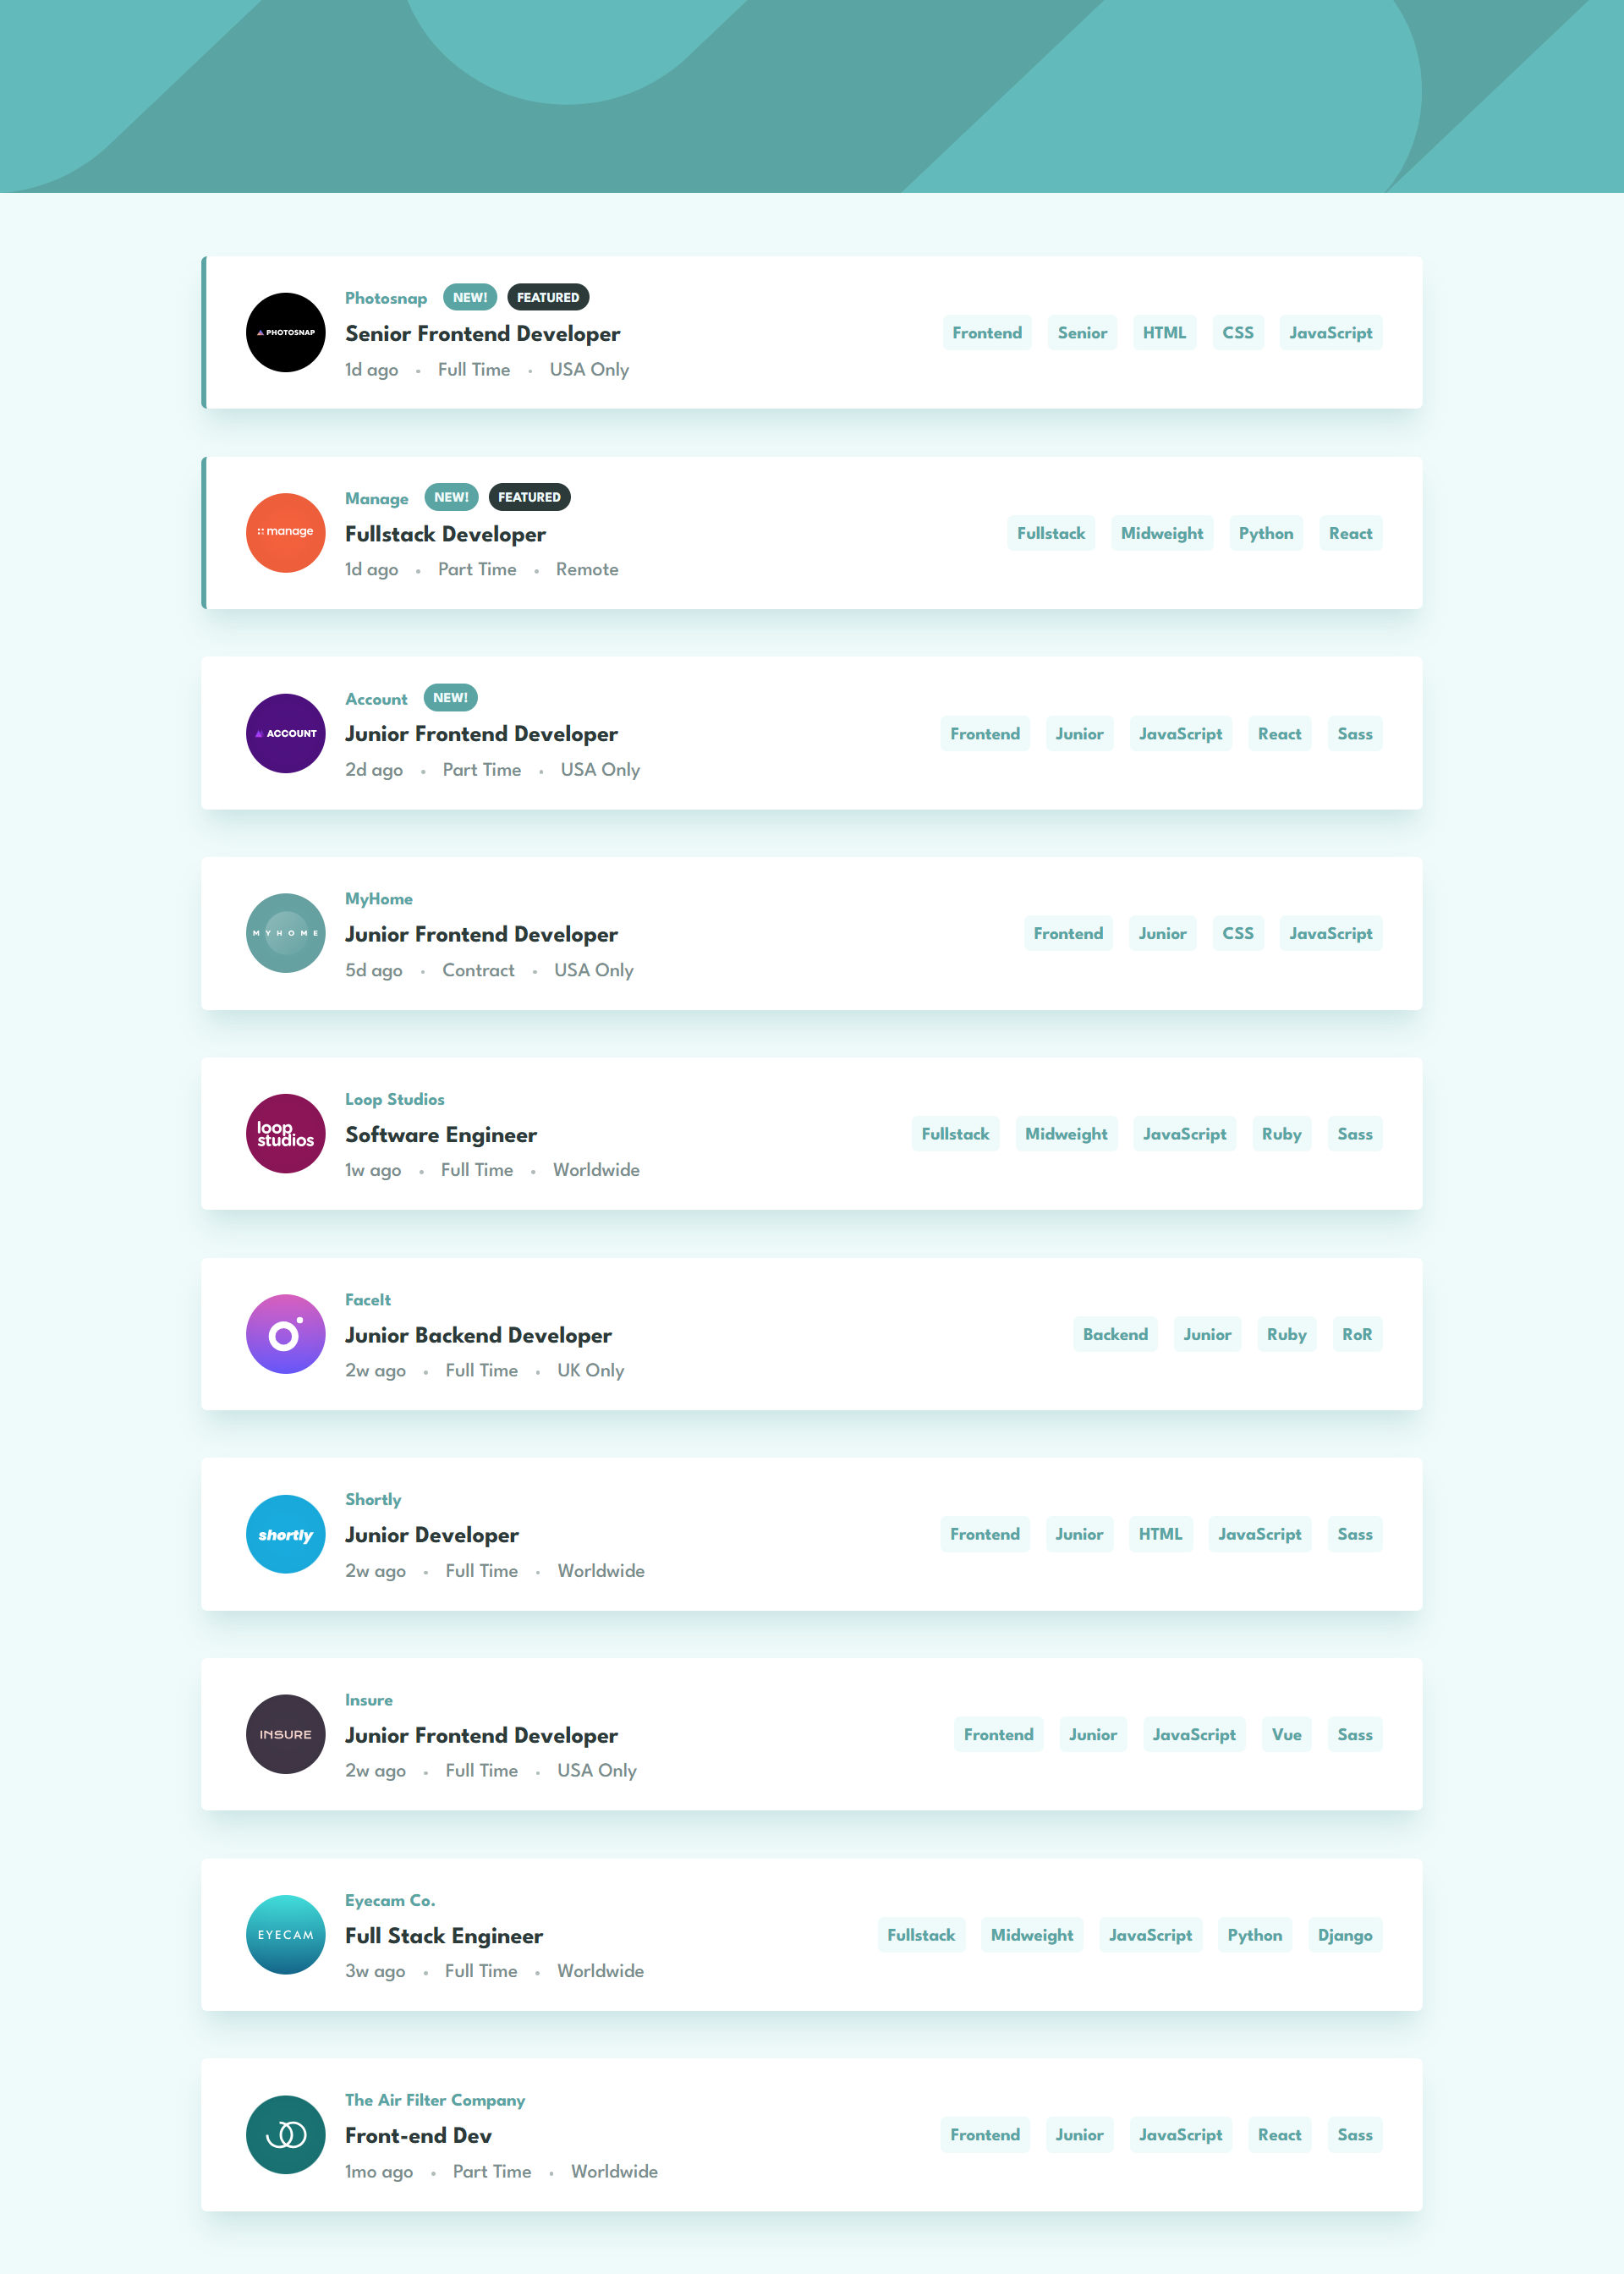 PHOTOSNAP
Photosnap NEW! FEATURED
Senior Frontend Developer
1d ago • Full Time • USA Only
Frontend Senior HTML CSS JavaScript
manage
Manage NEW! FEATURED
Fullstack Developer
1d ago • Part Time • Remote
Fullstack Midweight Python React
ACCOUNT
Account NEW!
Junior Frontend Developer
2d ago • Part Time • USA Only
Frontend Junior JavaScript React Sass
MYHOME
MyHome
Junior Frontend Developer
5d ago • Contract • USA Only
Frontend Junior CSS JavaScript
loop
studios
Loop Studios
Software Engineer
1w ago • Full Time • Worldwide
Fullstack Midweight JavaScript Ruby Sass
FaceIt
Junior Backend Developer
2w ago • Full Time • UK Only
Backend Junior Ruby RoR
shortly
Shortly
Junior Developer
2w ago • Full Time • Worldwide
Frontend Junior HTML JavaScript Sass
INSURE
Insure
Junior Frontend Developer
2w ago • Full Time • USA Only
Frontend Junior JavaScript Vue Sass
EYECAM
Eyecam Co.
Full Stack Engineer
3w ago • Full Time • Worldwide
Fullstack Midweight JavaScript Python Django
The Air Filter Company
Front-end Dev
1mo ago • Part Time • Worldwide
Frontend Junior JavaScript React Sass